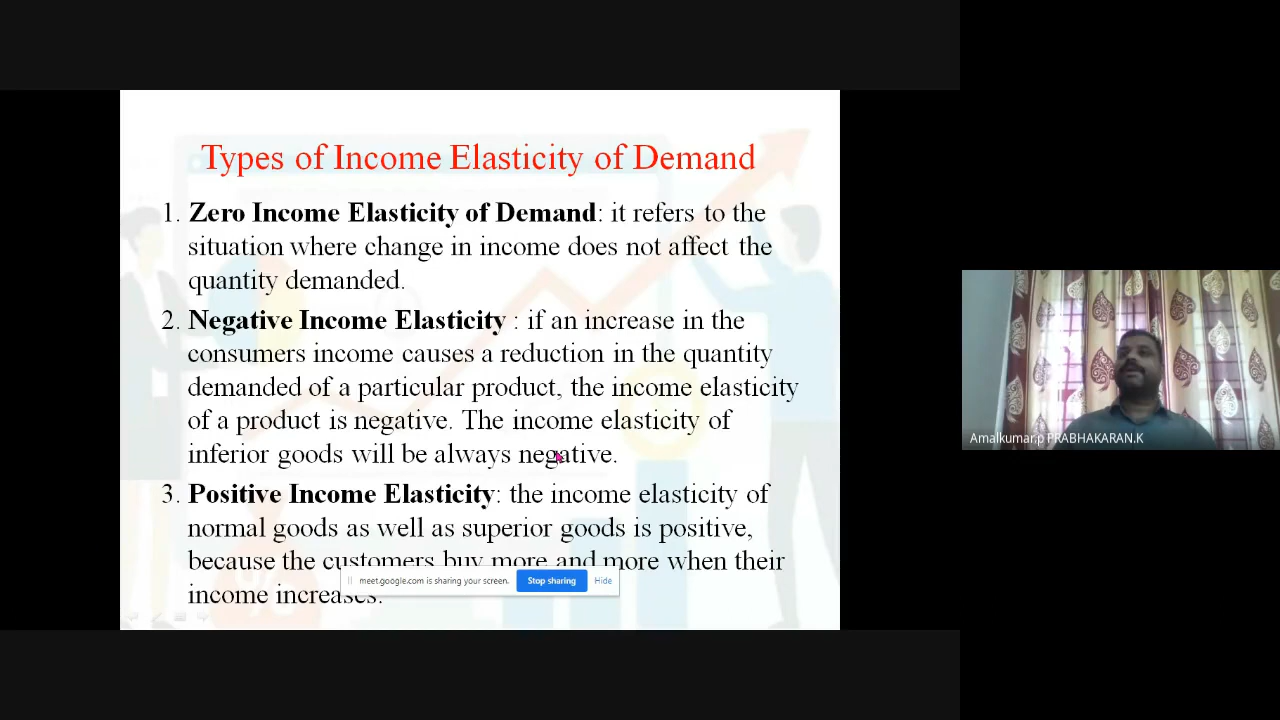 Types of Income Elasticity of Demand
1. Zero Income Elasticity of Demand: it refers to the
situation where change in income does not affect the
quantity demanded.
2. Negative Income Elasticity : if an increase in the
consumers income causes a reduction in the quantity
demanded of a particular product, the income elasticity
of a product is negative. The income elasticity of
inferior goods will be always negative.
3. Positive Income Elasticity: the income elasticity of
normal goods as well as superior goods is positive,
because the customers buy more and more when their
income increases.
meet.google.com is sharing your screen. Stop sharing Hide
Amalkumar.p PRABHAKARAN.K